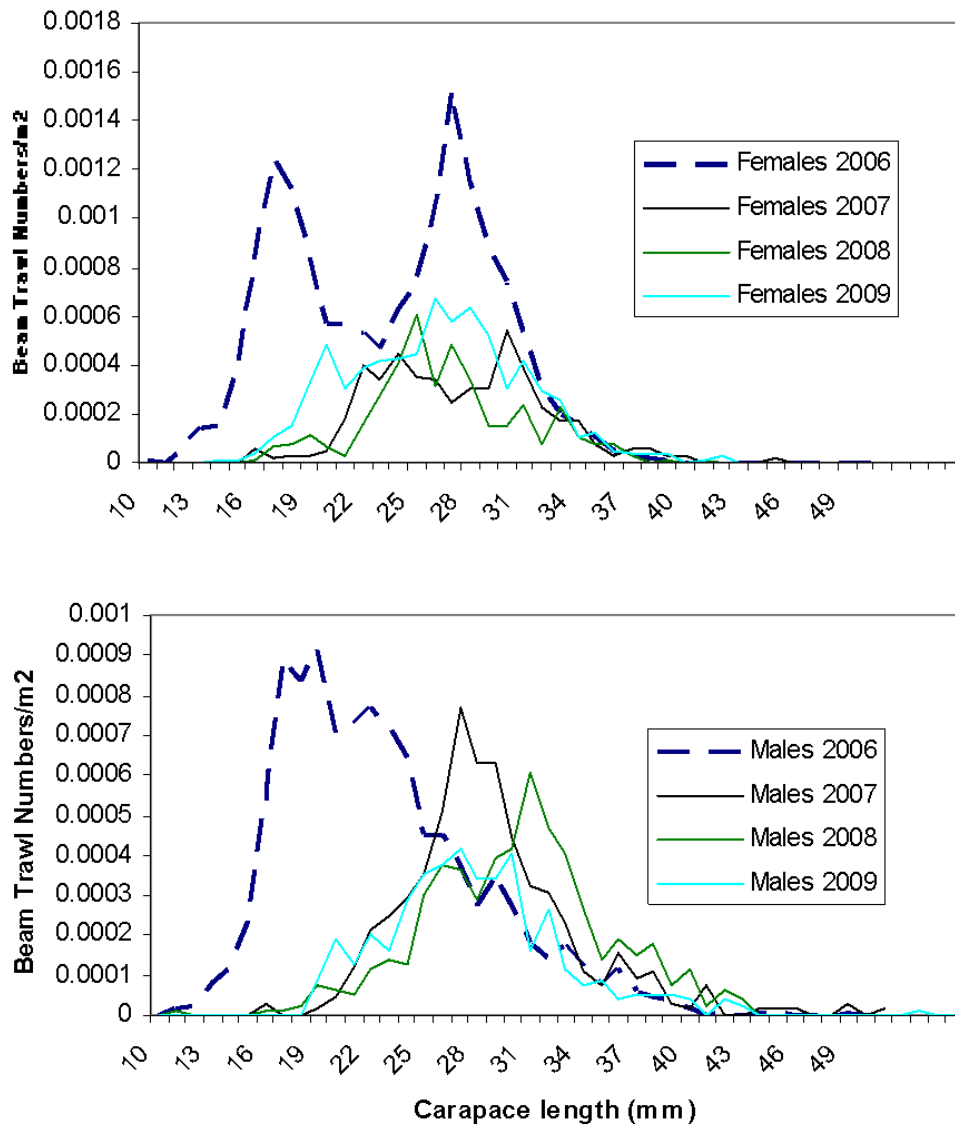 0.0018
0.0016
0.0014
0.0012
0.001
0.0008
0.0006
0.0004
0.0002
0
Beam Trawl Numbers/m2
Females 2006
Females 2007
Females 2008
Females 2009
10 13 16 19 22 25 28 31 34 37 40 43 46 49
0.001
0.0009
0.0008
0.0007
0.0006
0.0005
0.0004
0.0003
0.0002
0.0001
0
Beam Trawl Numbers/m2
Males 2006
Males 2007
Males 2008
Males 2009
10 13 16 19 22 25 28 31 34 37 40 43 46 49
Carapace length (mm)